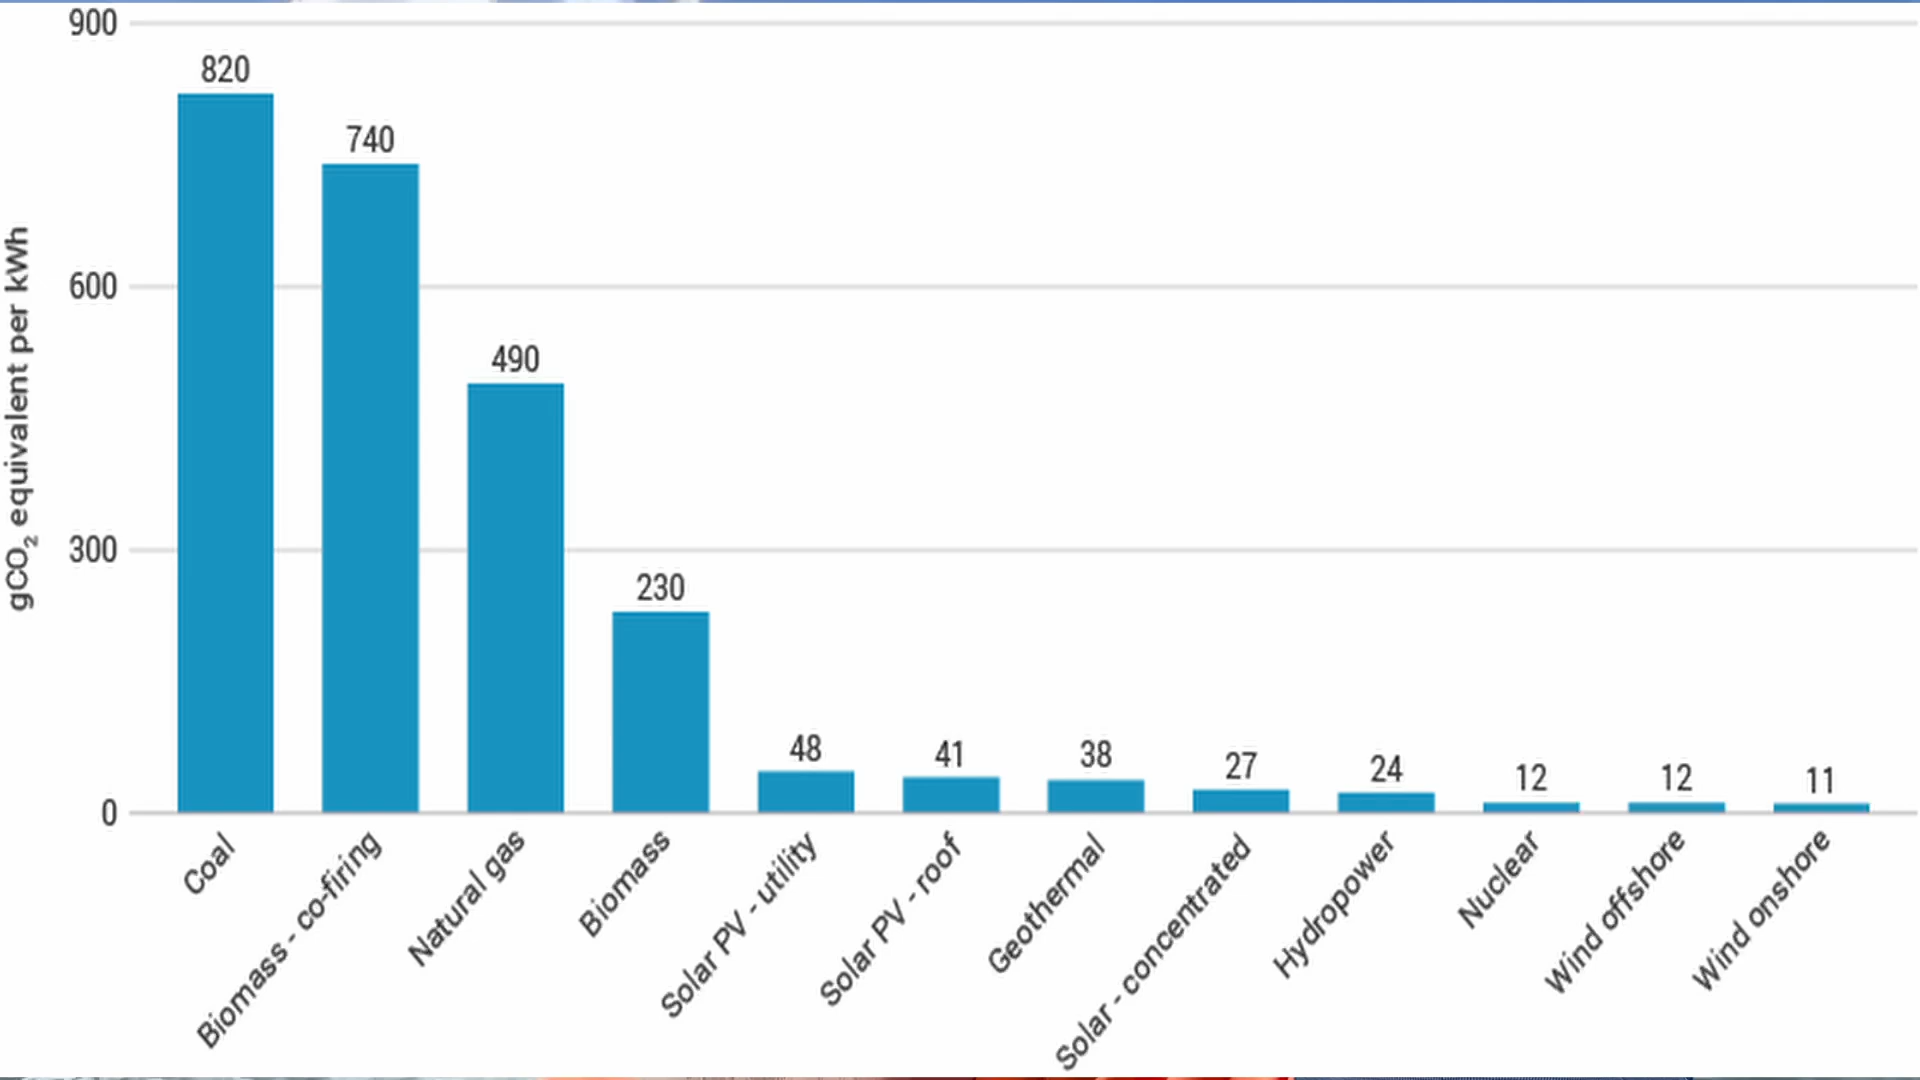 gCO₂ equivalent per kWh
900
600
300
0
820
740
490
230
48
41
38
27
24
12
12
11
Coal
Biomass - co-firing
Natural gas
Biomass
Solar PV - utility
Solar PV - roof
Geothermal
Solar - concentrated
Hydropower
Nuclear
Wind offshore
Wind onshore